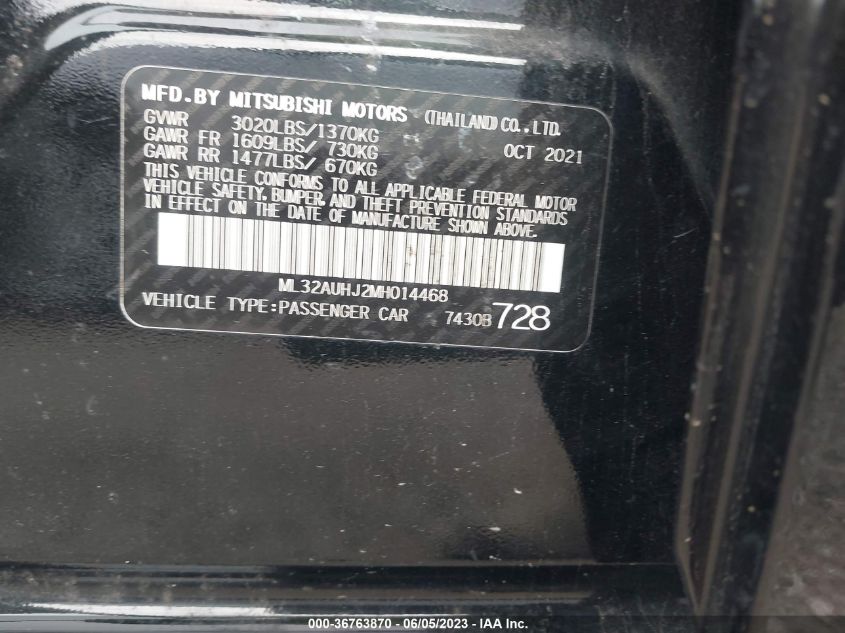 MFD.BY MITSUBISHI MOTORS (THAILAND) CO.,LTD.
GVWR 3020LBS/1370KG
GAWR FR 1609LBS/ 730KG OCT 2021
GAWR RR 1477LBS/ 670KG
THIS VEHICLE CONFORMS TO ALL APPLICABLE FEDERAL MOTOR
VEHICLE SAFETY, BUMPER, AND THEFT PREVENTION STANDARDS
IN EFFECT ON THE DATE OF MANUFACTURE SHOWN ABOVE.
ML32AUHJ2MH014468
VEHICLE TYPE:PASSENGER CAR 7430B 728
000-36763870 - 06/05/2023 - IAA Inc.